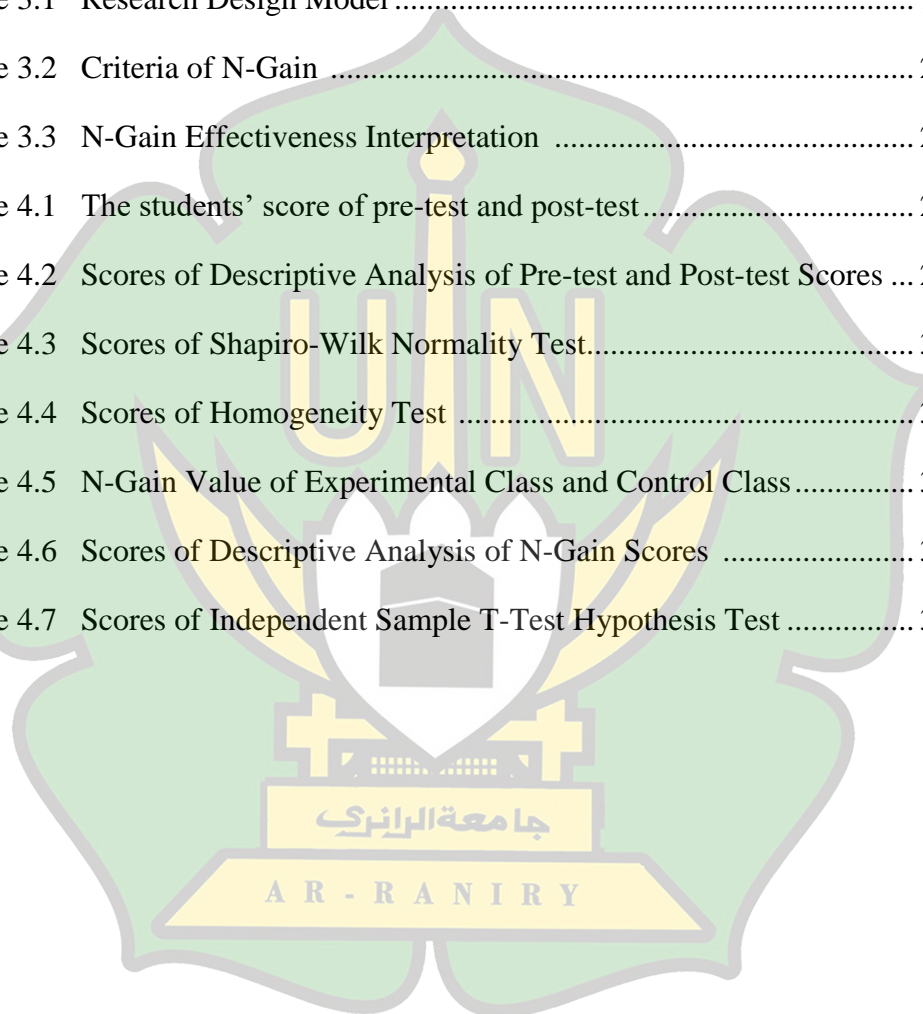 e 3.1 Research Design Model
e 3.2 Criteria of N-Gain
e 3.3 N-Gain Effectiveness Interpretation
e 4.1 The students’ score of pre-test and post-test
e 4.2 Scores of Descriptive Analysis of Pre-test and Post-test Scores
e 4.3 Scores of Shapiro-Wilk Normality Test
e 4.4 Scores of Homogeneity Test
e 4.5 N-Gain Value of Experimental Class and Control Class
e 4.6 Scores of Descriptive Analysis of N-Gain Scores
e 4.7 Scores of Independent Sample T-Test Hypothesis Test
UIN
جامعة الرانري
AR-RANIRY